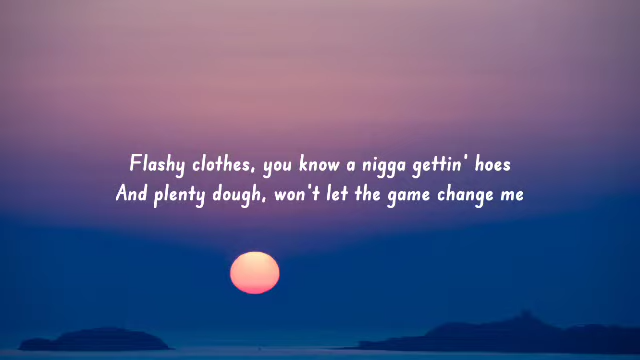 Flashy clothes, you know a nigga gettin' hoes
And plenty dough, won't let the game change me